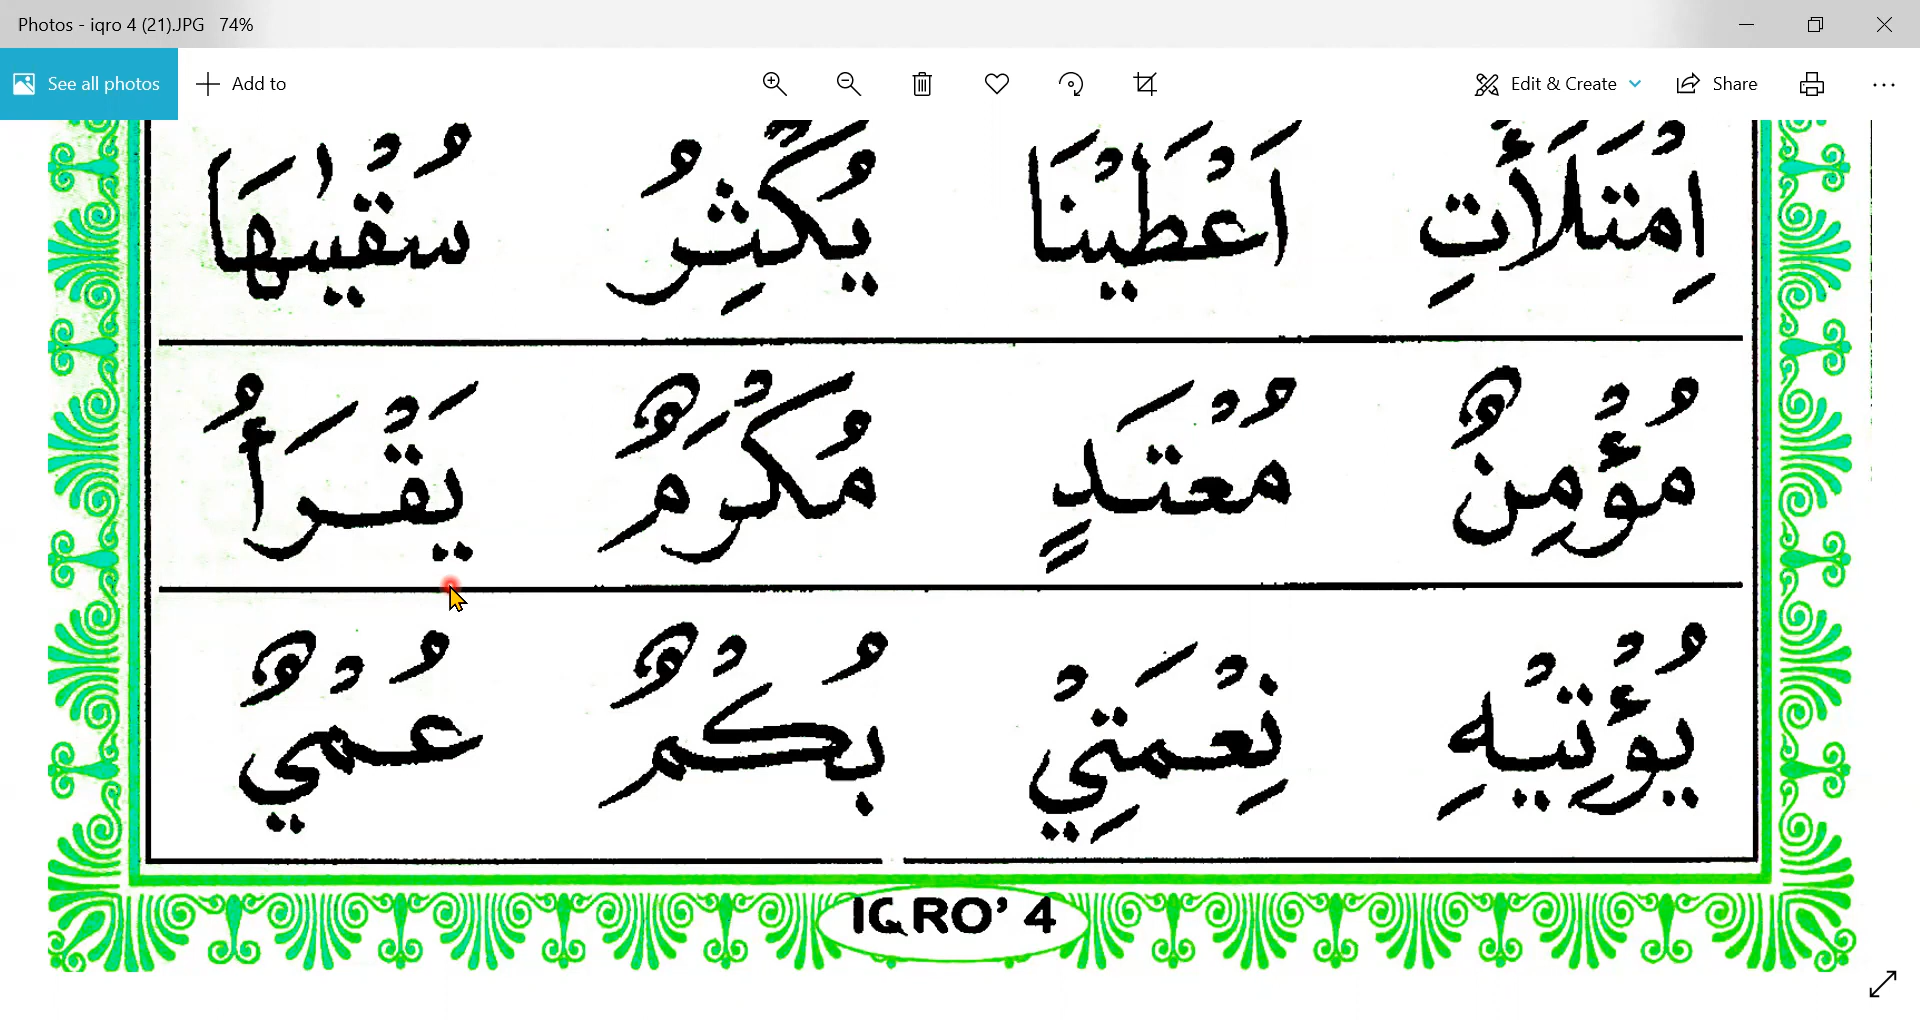 Photos - iqro 4 (21).JPG 74%
See all photos Add to Edit & Create Share
اِمْتَلَأَتِ اَعْطَيْنَا يُكَثِّرُ سُقْيٰهَا
مُؤْمِنٌ مُعْتَدٍ مُكْرَمٌ يَقْرَأُ
يُؤْتِيْهِ نِعْمَتِيْ بُكْمٌ عُمْيٌ
IQRO' 4